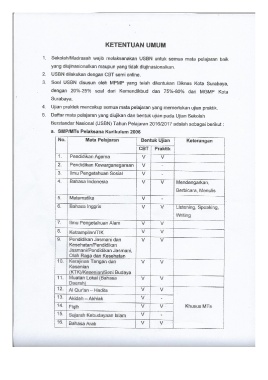 KETENTUAN UMUM
1. Sekolah/Madrasah wajib melaksanakan USBN untuk semua mata pelajaran baik
yang diujinasionalkan maupun yang tidak diujinasionalkan.
2. USBN dilakukan dengan CBT semi online.
3. Soal USBN disusun oleh MPMP yang telah ditentukan Diknas Kota Surabaya,
dengan 20%-25% soal dari Kemendikbud dan 75%-80% dari MGMP Kota
Surabaya.
4. Ujian praktek mencakup semua mata pelajaran yang memerlukan ujian praktek.
5. Daftar mata pelajaran yang diujikan dan bentuk ujian pada Ujian Sekolah
Berstandar Nasional (USBN) Tahun Pelajaran 2016/2017 adalah sebagai berikut :
a. SMP/MTs Pelaksana Kurikulum 2006
No. Mata Pelajaran Bentuk Ujian Keterangan
CBT Praktik
1. Pendidikan Agama V V
2. Pendidikan Kewarganegaraan V -
3. Ilmu Pengetahuan Sosial V -
4. Bahasa Indonesia V V Mendengarkan,
Berbicara, Menulis
5. Matematika V -
6. Bahasa Inggris V V Listening, Speaking,
Writing
7. Ilmu Pengetahuan Alam V V
8. Ketrampilan/TIK V V
9. Pendidikan Jasmani dan
Kesehatan/Pendidikan
Jasmani/Pendidikan Jasmani,
Olah Raga dan Kesehatan V V
10. Kerajinan Tangan dan
Kesenian
(KTK)/Kesenian/Seni Budaya V V
11. Muatan Lokal (Bahasa
Daerah) V V
12. Al Qur'an – Hadits V V
13. Akidah – Akhlak V -
14. Fiqih V V Khusus MTs
15. Sejarah Kebudayaan Islam V -
16. Bahasa Arab V V